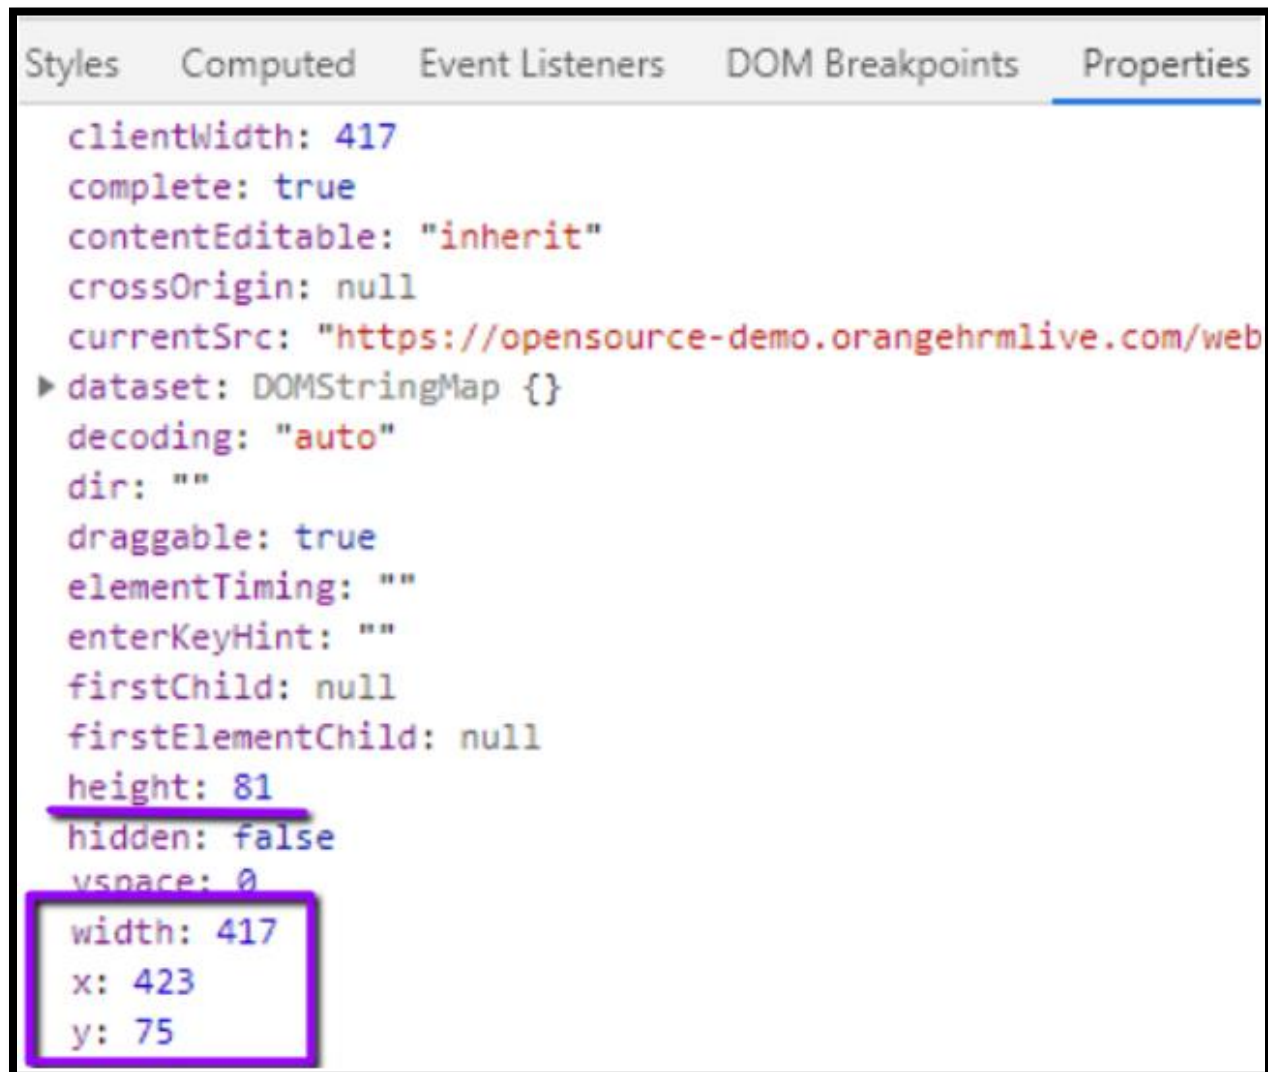 Styles Computed Event Listeners DOM Breakpoints Properties
clientWidth: 417
complete: true
contentEditable: "inherit"
crossOrigin: null
currentSrc: "https://opensource-demo.orangehrmlive.com/web
▶ dataset: DOMStringMap {}
decoding: "auto"
dir: ""
draggable: true
elementTiming: ""
enterKeyHint: ""
firstChild: null
firstElementChild: null
height: 81
hidden: false
vspace: 0
width: 417
x: 423
y: 75